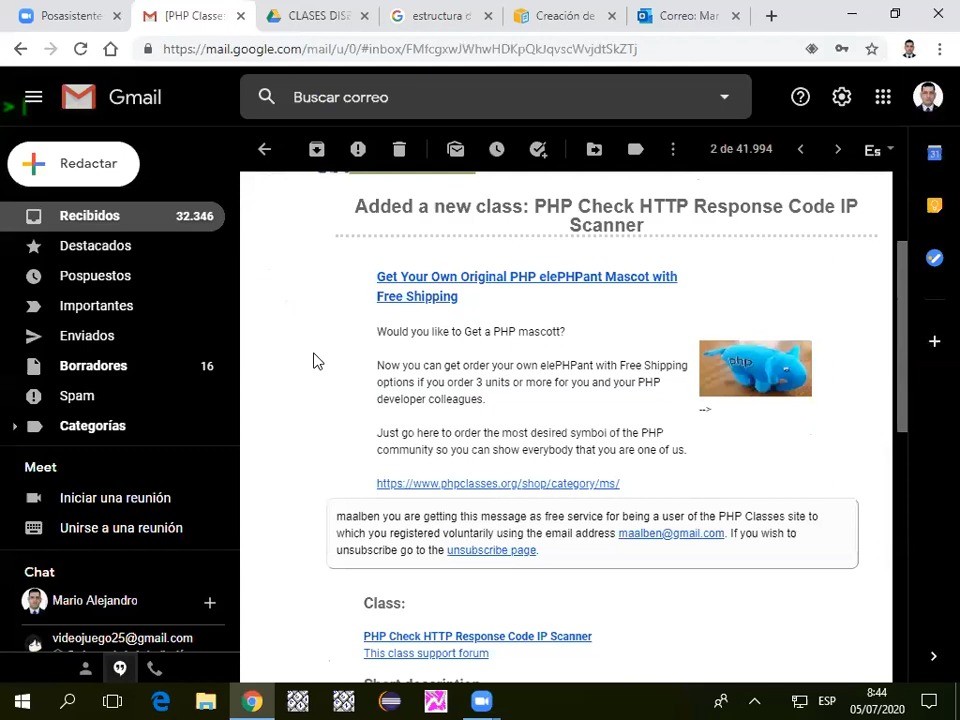 Posasistente
[PHP Classe
CLASES DIS
estructura d
Creación de
Correo: Mar
https://mail.google.com/mail/u/0/#inbox/FMfcgxwJWhwHDKpQkJqvscWvjdtSkZTj
Gmail
Buscar correo
Redactar
2 de 41.994
Es
Recibidos 32.346
Destacados
Pospuestos
Importantes
Enviados
Borradores 16
Spam
Categorías
Meet
Iniciar una reunión
Unirse a una reunión
Chat
Mario Alejandro
videojuego25@gmail.com
Added a new class: PHP Check HTTP Response Code IP
Scanner
Get Your Own Original PHP elePHPant Mascot with
Free Shipping
Would you like to Get a PHP mascott?
Now you can get order your own elePHPant with Free Shipping
options if you order 3 units or more for you and your PHP
developer colleagues.
php
-->
Just go here to order the most desired symbol of the PHP
community so you can show everybody that you are one of us.
https://www.phpclasses.org/shop/category/ms/
maalben you are getting this message as free service for being a user of the PHP Classes site to
which you registered voluntarily using the email address maalben@gmail.com. If you wish to
unsubscribe go to the unsubscribe page.
Class:
PHP Check HTTP Response Code IP Scanner
This class support forum
Short description
ESP
8:44
05/07/2020